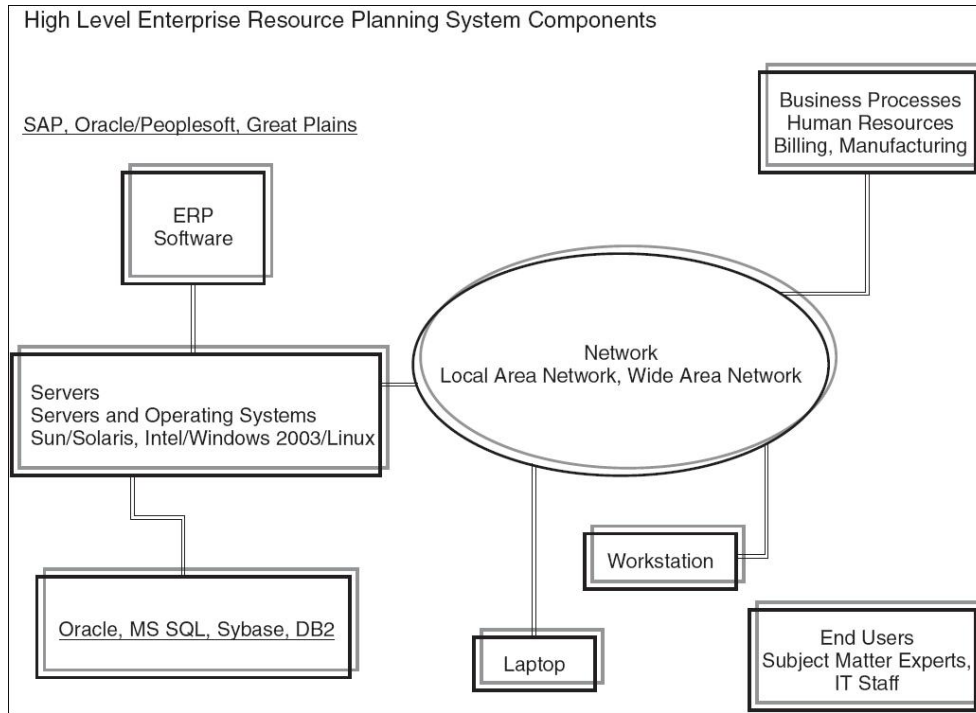 High Level Enterprise Resource Planning System Components
SAP, Oracle/Peoplesoft, Great Plains
Business Processes
Human Resources
Billing, Manufacturing
ERP
Software
Network
Local Area Network, Wide Area Network
Servers
Servers and Operating Systems
Sun/Solaris, Intel/Windows 2003/Linux
Workstation
Oracle, MS SQL, Sybase, DB2
Laptop
End Users
Subject Matter Experts,
IT Staff